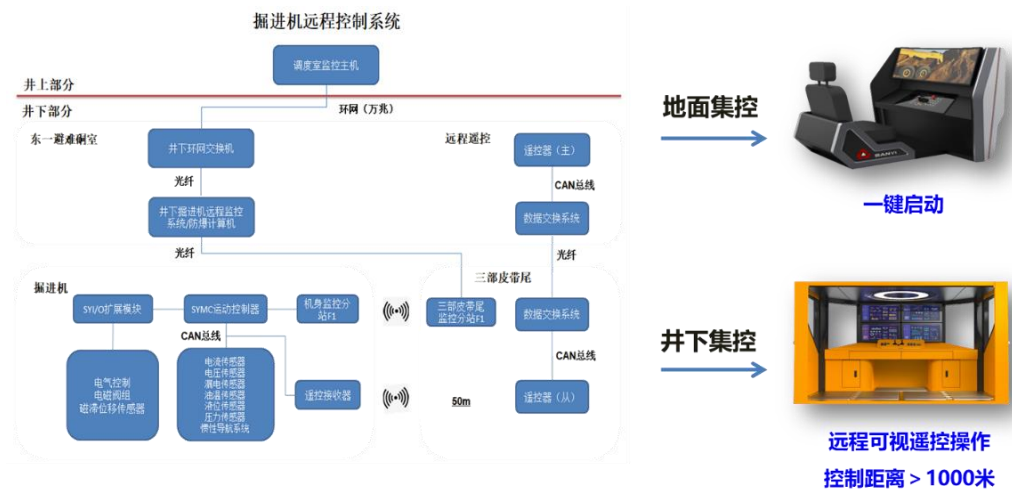 掘进机远程控制系统
调度室监控主机
井上部分
井下部分
环网（万兆）
东一避难硐室
远程遥控
井下环网交换机
遥控器（主）
光纤
CAN总线
井下掘进机远程监控
系统/防爆计算机
数据交换系统
光纤
光纤
三部皮带尾
掘进机
SYI/O扩展模块
SYMC运动控制器
机身监控分
站F1
三部皮带尾
监控分站F1
数据交换系统
CAN总线
CAN总线
电气控制
电磁阀组
磁滞位移传感器
电流传感器
电压传感器
漏电传感器
油温传感器
液位传感器
压力传感器
惯性导航系统
遥控接收器
50m
遥控器（从）
地面集控
SANYI
一键启动
井下集控
远程可视遥控操作
控制距离＞1000米